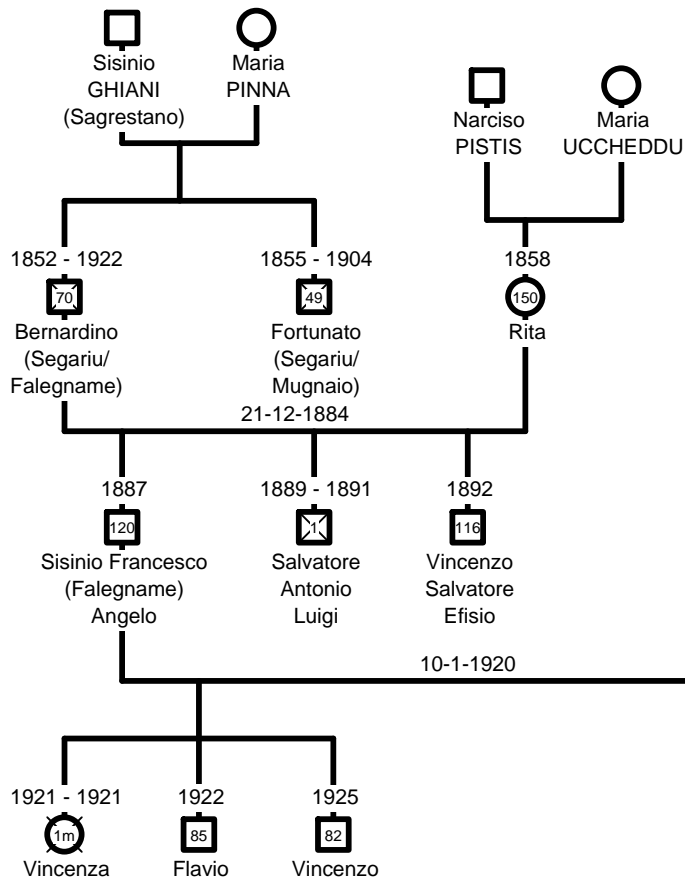 Sisinio
GHIANI
(Sagrestano)
Maria
PINNA
Narciso
PISTIS
Maria
UCCHEDDU
1852 - 1922
70
Bernardino
(Segariu/
Falegname)
1855 - 1904
49
Fortunato
(Segariu/
Mugnaio)
1858
150
Rita
21-12-1884
1887
120
Sisinio Francesco
(Falegname)
Angelo
1889 - 1891
1
Salvatore
Antonio
Luigi
1892
116
Vincenzo
Salvatore
Efisio
10-1-1920
1921 - 1921
1m
Vincenza
1922
85
Flavio
1925
82
Vincenzo